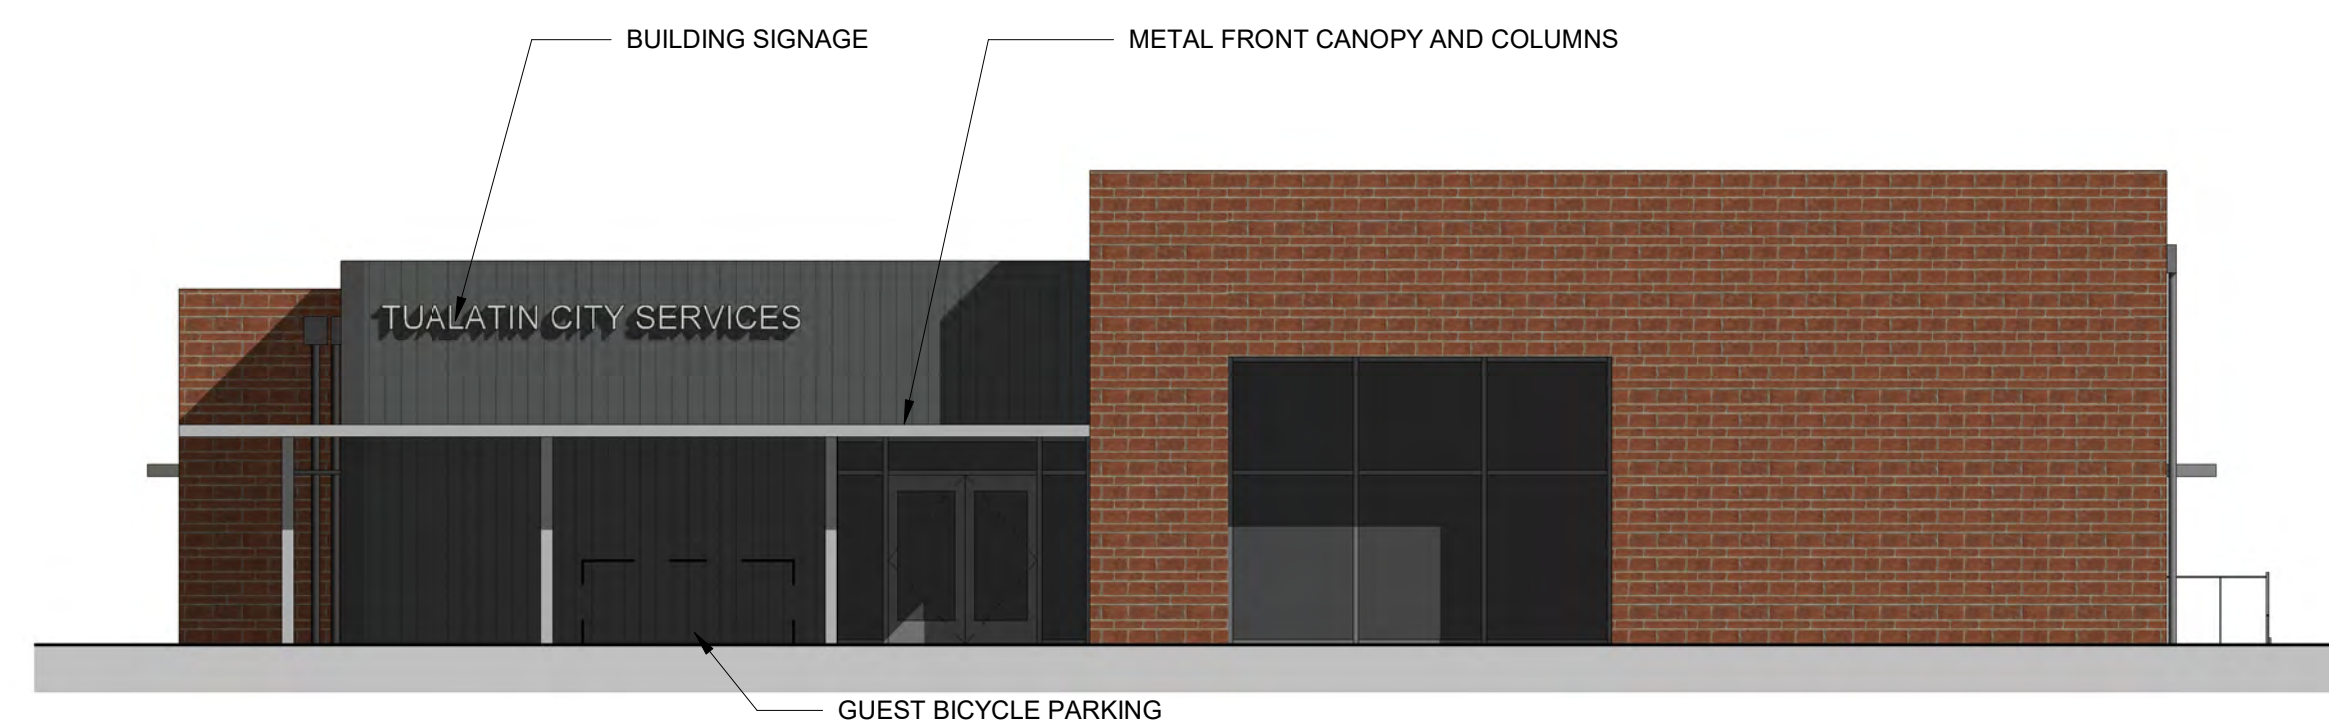 BUILDING SIGNAGE
METAL FRONT CANOPY AND COLUMNS
TUALATIN CITY SERVICES
GUEST BICYCLE PARKING